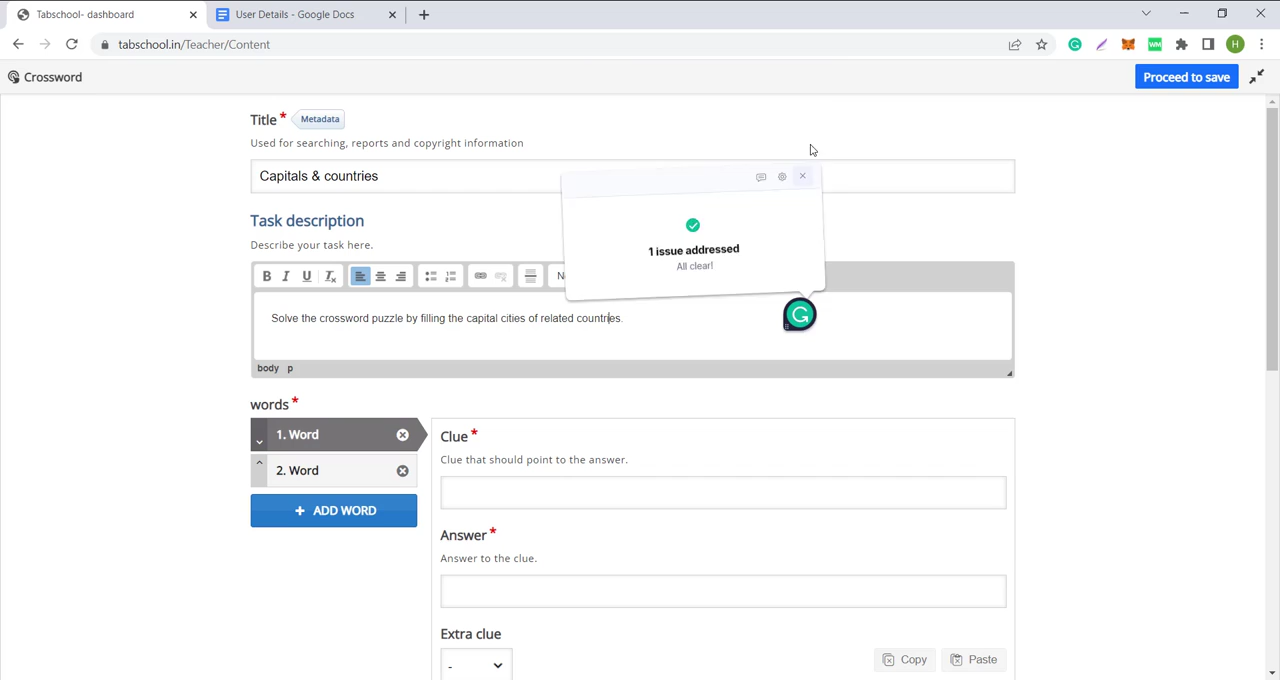 Tabschool- dashboard
User Details - Google Docs
tabschool.in/Teacher/Content
WM
H
Crossword
Proceed to save
Title*
Metadata
Used for searching, reports and copyright information
Capitals & countries
1 issue addressed
All clear!
Task description
Describe your task here.
B I U Tx
Solve the crossword puzzle by filling the capital cities of related countries.
body p
words*
1. Word
2. Word
+ ADD WORD
Clue*
Clue that should point to the answer.
Answer*
Answer to the clue.
Extra clue
-
Copy
Paste